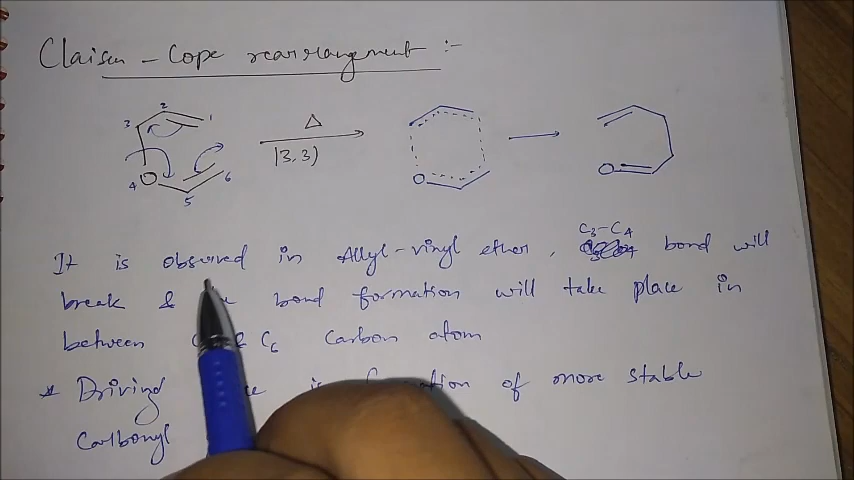 Claisen - Cope rearrangement :-
2
3 1
Δ
(3,3)
4 O 6
5
O
O
C3-C4
It is observed in Allyl-vinyl ether, bond will
break & bond formation will take place in
between & C6 Carbon atom
* Driving is of more stable
Carbonyl